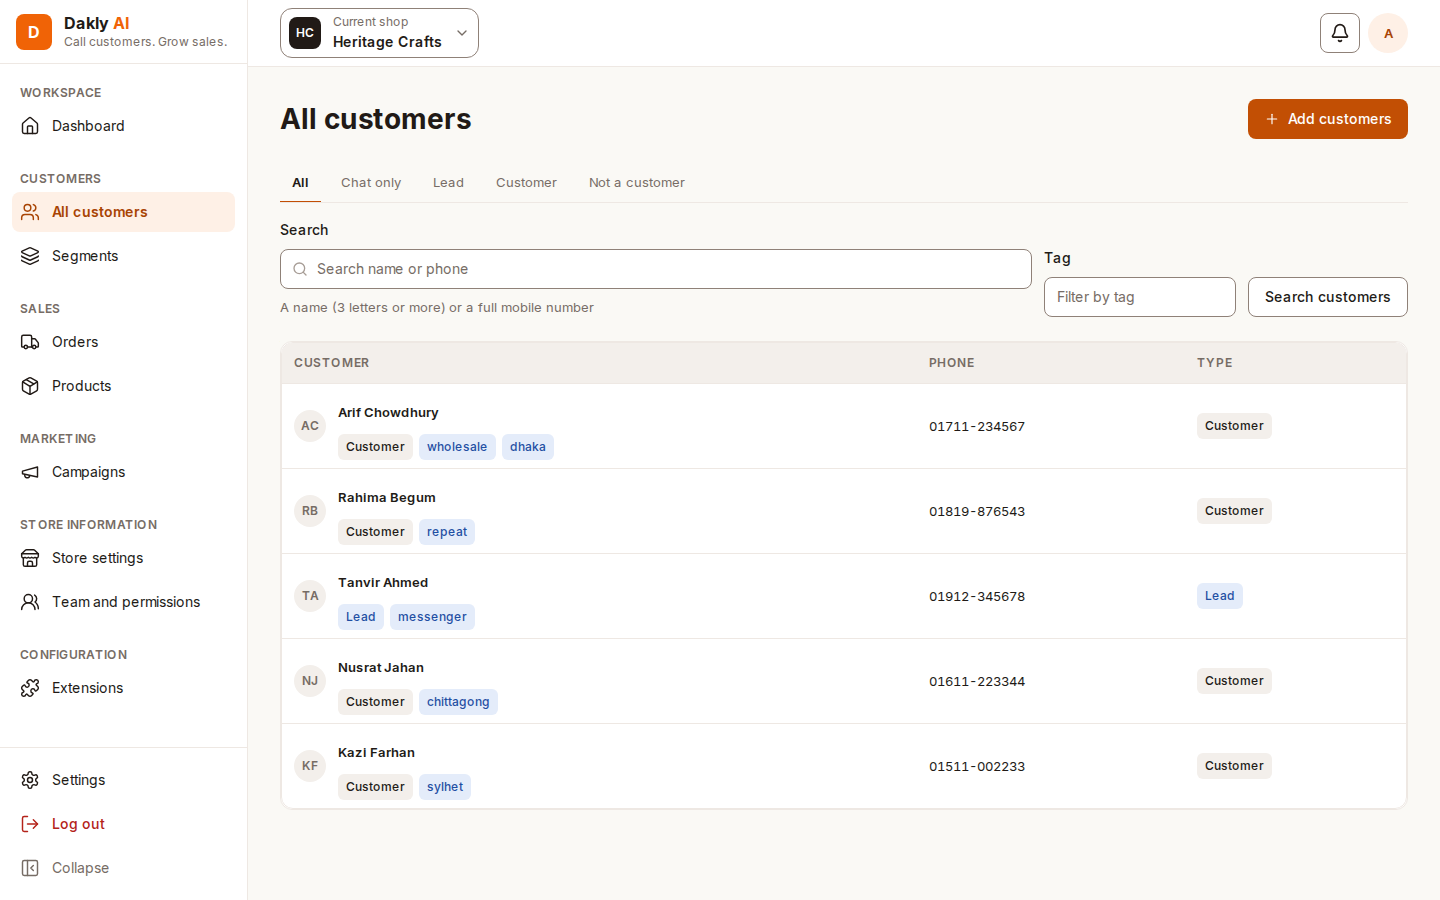 D
Dakly AI
Call customers. Grow sales.
WORKSPACE
Dashboard
CUSTOMERS
All customers
Segments
SALES
Orders
Products
MARKETING
Campaigns
STORE INFORMATION
Store settings
Team and permissions
CONFIGURATION
Extensions
Settings
Log out
Collapse
HC
Current shop
Heritage Crafts
A
All customers
Add customers
All Chat only Lead Customer Not a customer
Search
Search name or phone
A name (3 letters or more) or a full mobile number
Tag
Filter by tag
Search customers
CUSTOMER PHONE TYPE
AC Arif Chowdhury 01711-234567 Customer
Customer wholesale dhaka
RB Rahima Begum 01819-876543 Customer
Customer repeat
TA Tanvir Ahmed 01912-345678 Lead
Lead messenger
NJ Nusrat Jahan 01611-223344 Customer
Customer chittagong
KF Kazi Farhan 01511-002233 Customer
Customer sylhet